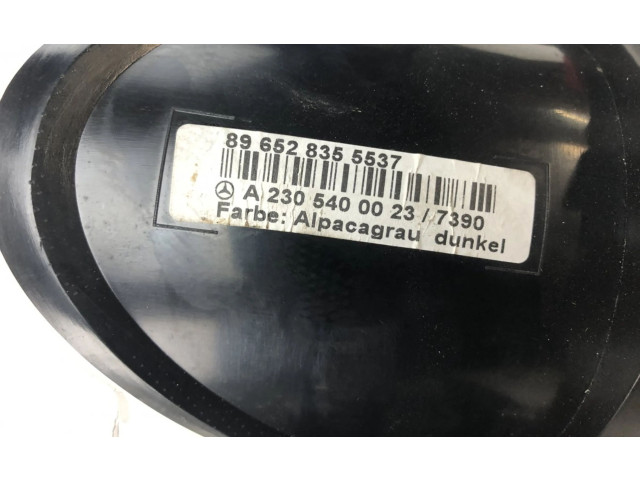 89 652 835 5537
A 230 540 00 23 / 7390
Farbe: Alpacagrau dunkel